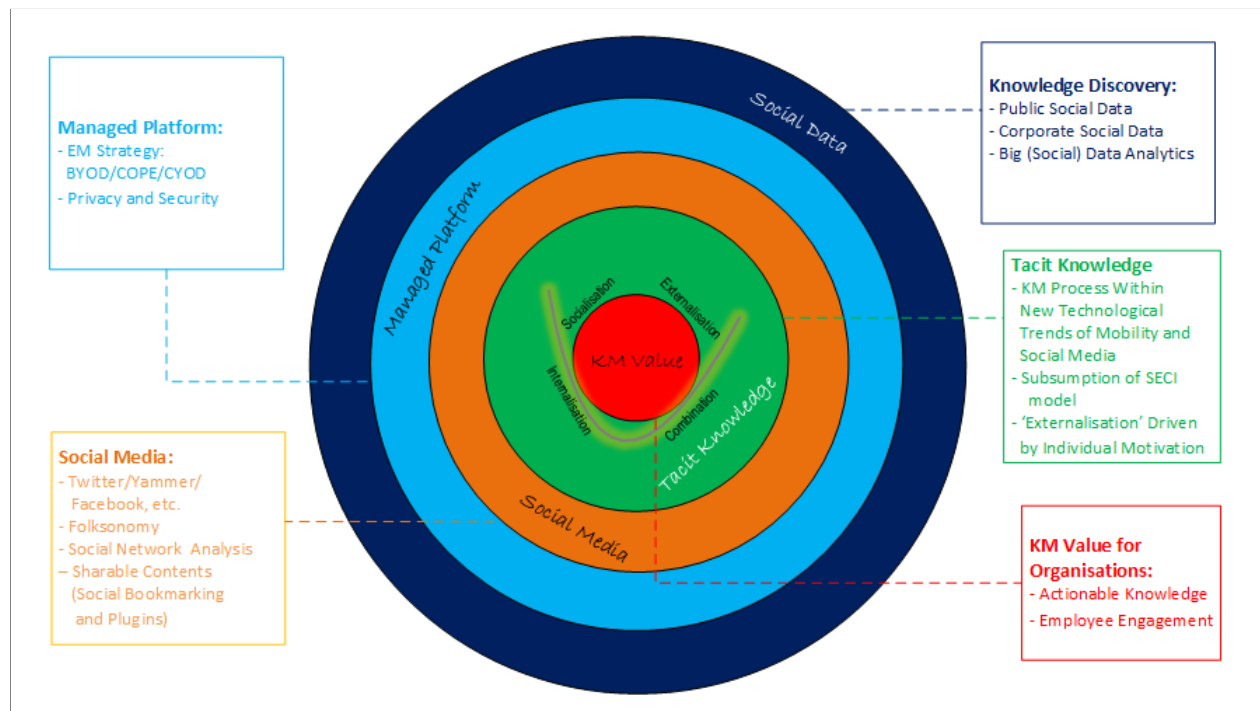 Managed Platform:
- EM Strategy:
BYOD/COPE/CYOD
- Privacy and Security
Social Media:
- Twitter/Yammer/
Facebook, etc.
- Folksonomy
- Social Network Analysis
– Sharable Contents
(Social Bookmarking
and Plugins)
Social Data
Managed Platform
Socialisation
Externalisation
KM Value
Internalisation
Combination
Tacit Knowledge
Social Media
Knowledge Discovery:
- Public Social Data
- Corporate Social Data
- Big (Social) Data Analytics
Tacit Knowledge
- KM Process Within
New Technological
Trends of Mobility and
Social Media
- Subsumption of SECI
model
- ‘Externalisation’ Driven
by Individual Motivation
KM Value for
Organisations:
- Actionable Knowledge
- Employee Engagement